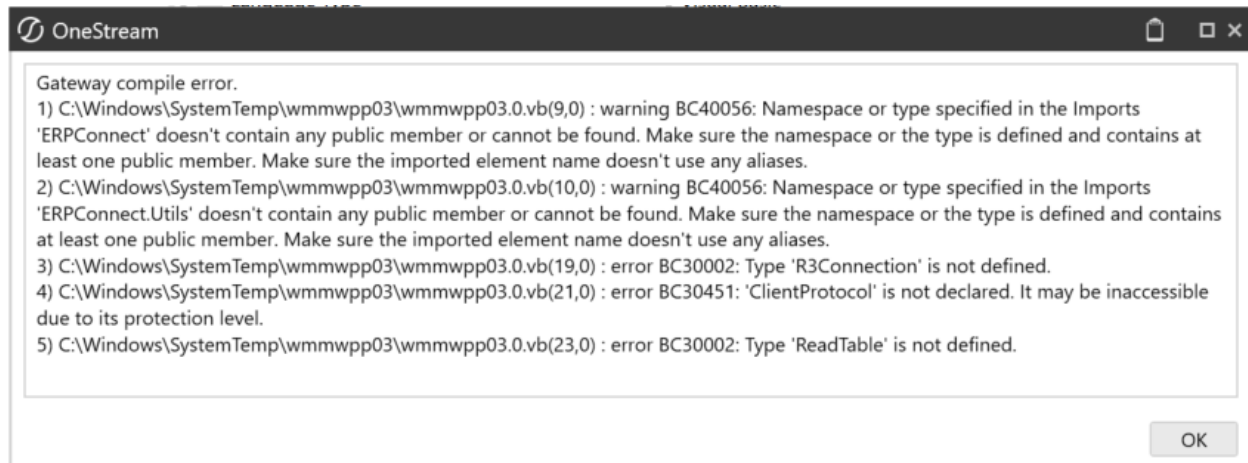 OneStream
Gateway compile error.
1) C:\Windows\SystemTemp\wmmwpp03\wmmwpp03.0.vb(9,0) : warning BC40056: Namespace or type specified in the Imports
'ERPConnect' doesn't contain any public member or cannot be found. Make sure the namespace or the type is defined and contains at
least one public member. Make sure the imported element name doesn't use any aliases.
2) C:\Windows\SystemTemp\wmmwpp03\wmmwpp03.0.vb(10,0) : warning BC40056: Namespace or type specified in the Imports
'ERPConnect.Utils' doesn't contain any public member or cannot be found. Make sure the namespace or the type is defined and contains
at least one public member. Make sure the imported element name doesn't use any aliases.
3) C:\Windows\SystemTemp\wmmwpp03\wmmwpp03.0.vb(19,0) : error BC30002: Type 'R3Connection' is not defined.
4) C:\Windows\SystemTemp\wmmwpp03\wmmwpp03.0.vb(21,0) : error BC30451: 'ClientProtocol' is not declared. It may be inaccessible
due to its protection level.
5) C:\Windows\SystemTemp\wmmwpp03\wmmwpp03.0.vb(23,0) : error BC30002: Type 'ReadTable' is not defined.
OK